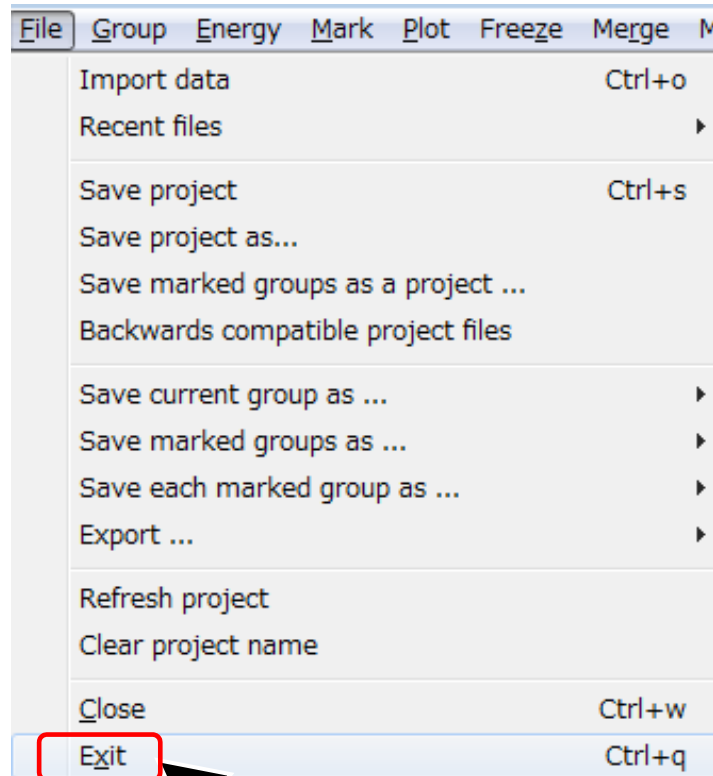 File Group Energy Mark Plot Freeze Merge
Import data Ctrl+o
Recent files
Save project Ctrl+s
Save project as...
Save marked groups as a project ...
Backwards compatible project files
Save current group as ...
Save marked groups as ...
Save each marked group as ...
Export ...
Refresh project
Clear project name
Close Ctrl+w
Exit Ctrl+q